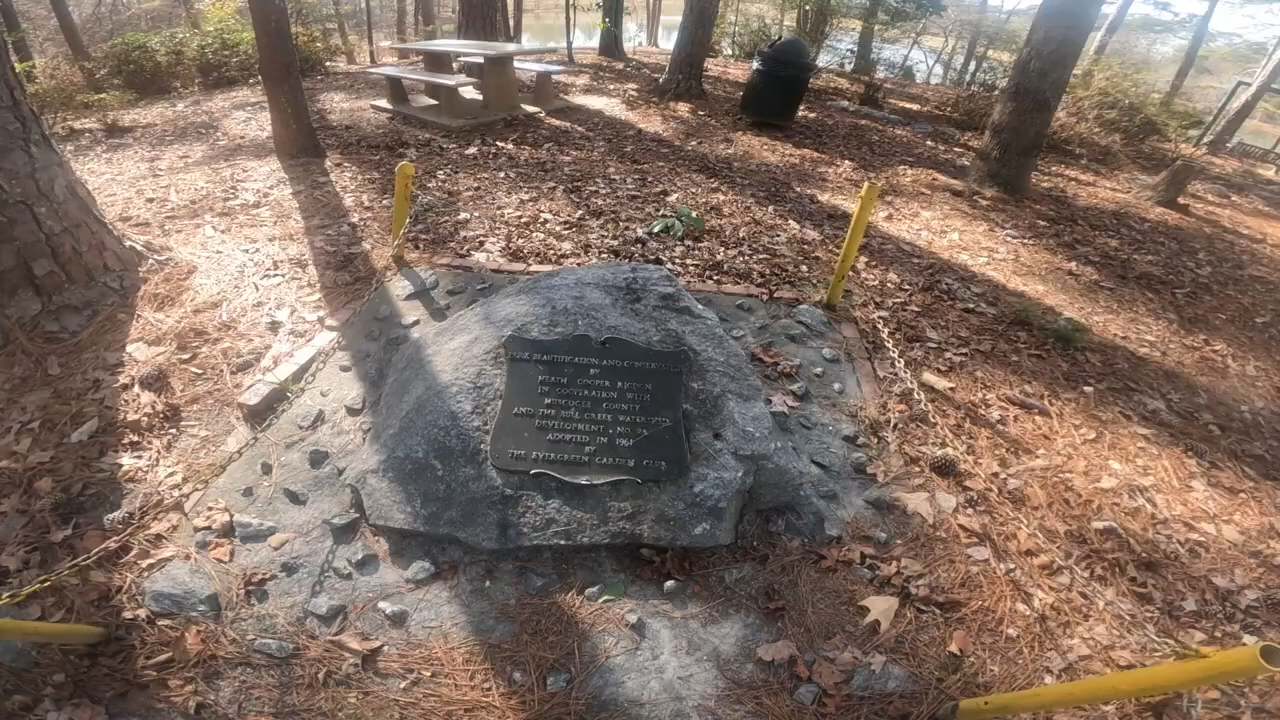 PARK BEAUTIFICATION AND CONSERVATION
BY
HEATH COOPER RIGDON
IN COOPERATION WITH
MUSCOGEE COUNTY
AND THE BULL CREEK WATERSHED
DEVELOPMENT . NO.
ADOPTED IN 1961
BY
THE EVERGREEN GARDEN CLUB